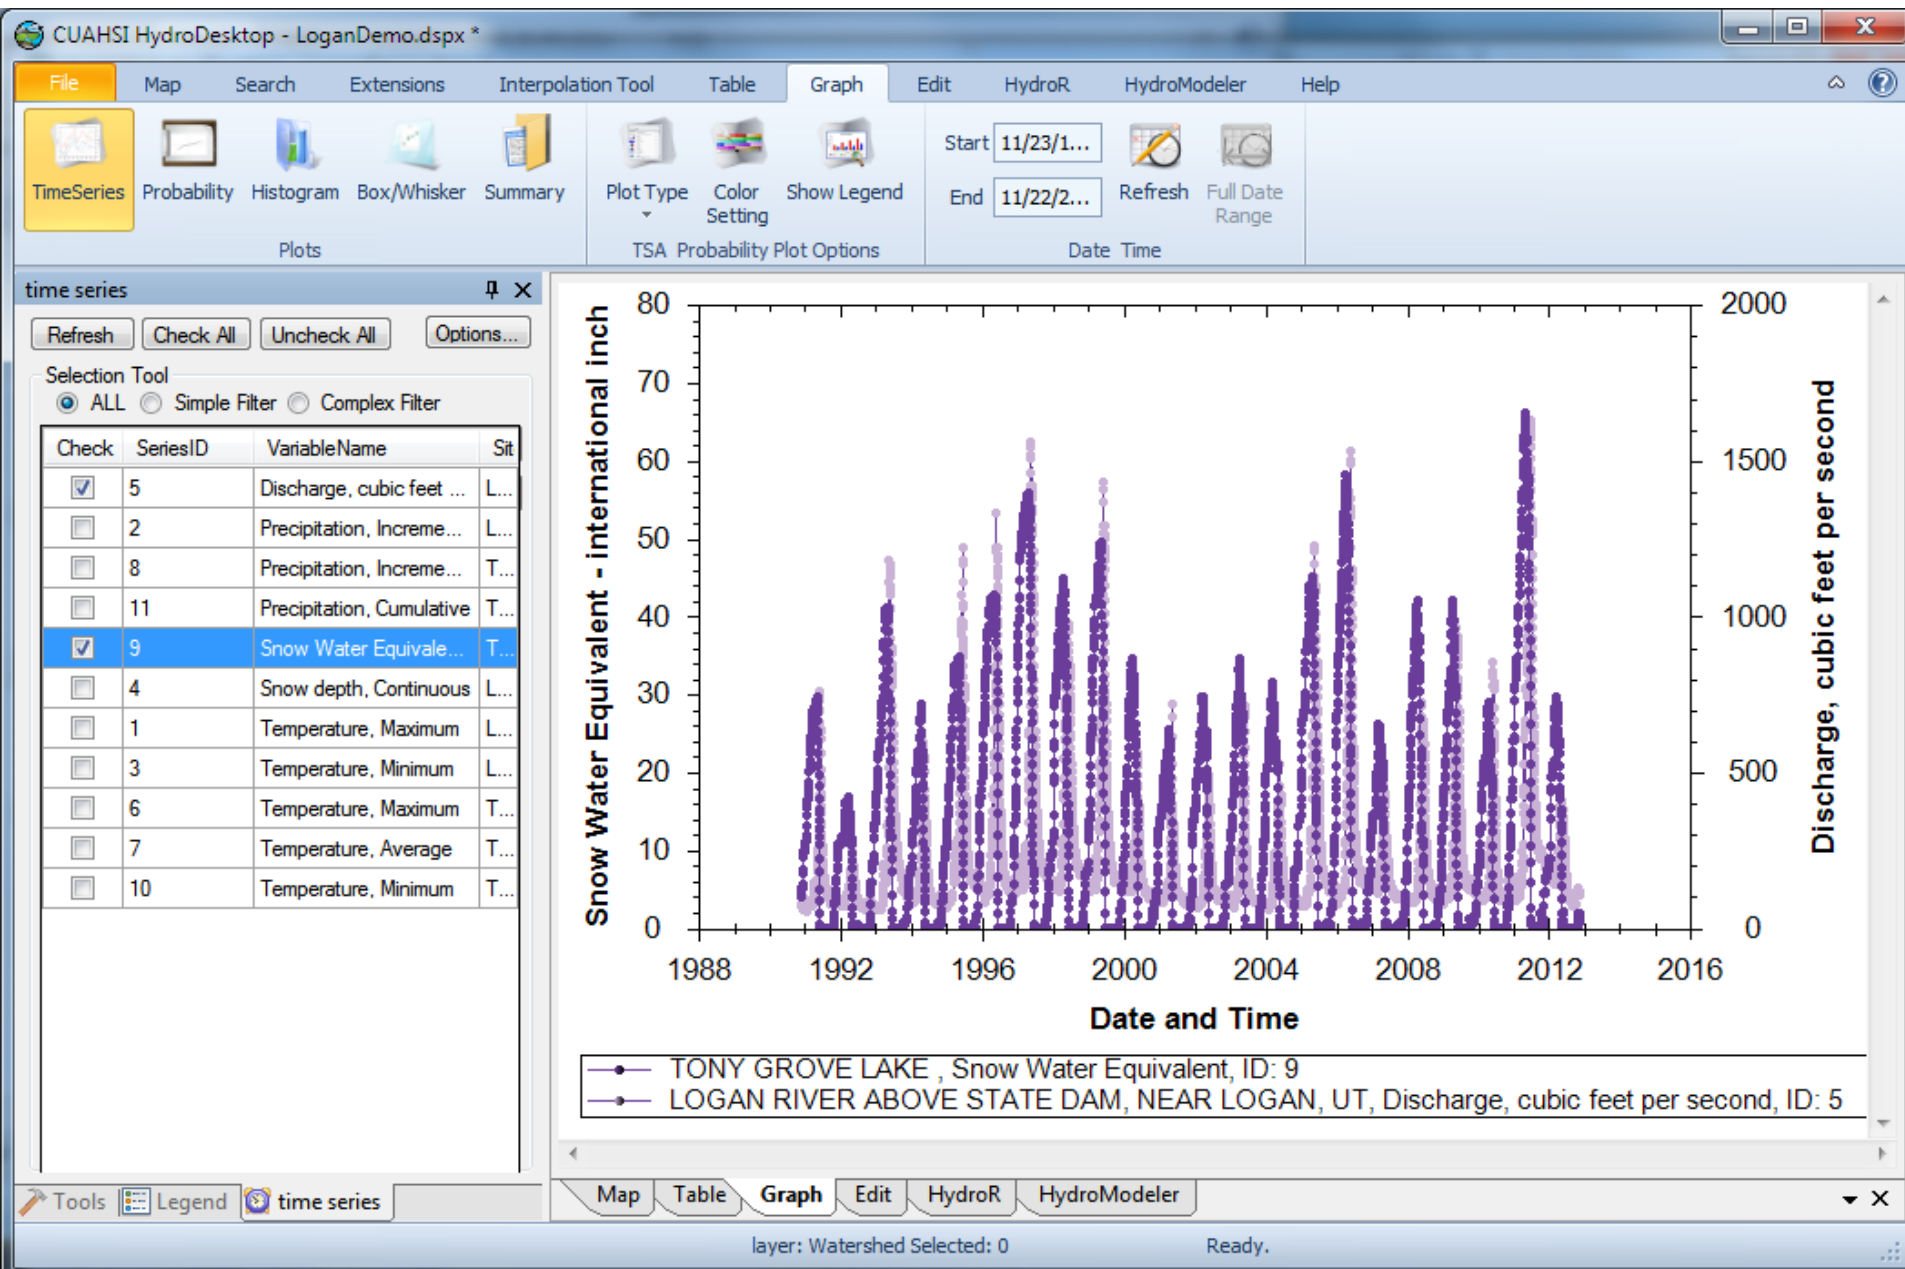 CUAHSI HydroDesktop - LoganDemo.dspx *
File Map Search Extensions Interpolation Tool Table Graph Edit HydroR HydroModeler Help
TimeSeries Probability Histogram Box/Whisker Summary
Plots
Plot Type Color Setting Show Legend
TSA Probability Plot Options
Start 11/23/1...
End 11/22/2...
Refresh Full Date Range
Date Time
time series
Refresh Check All Uncheck All Options...
Selection Tool
ALL Simple Filter Complex Filter
Check SeriesID VariableName Sit
5 Discharge, cubic feet ... L...
2 Precipitation, Increme... L...
8 Precipitation, Increme... T...
11 Precipitation, Cumulative T...
9 Snow Water Equivale... T...
4 Snow depth, Continuous L...
1 Temperature, Maximum L...
3 Temperature, Minimum L...
6 Temperature, Maximum T...
7 Temperature, Average T...
10 Temperature, Minimum T...
Tools Legend time series
Snow Water Equivalent - international inch
80
70
60
50
40
30
20
10
0
2000
1500
1000
500
0
Discharge, cubic feet per second
1988 1992 1996 2000 2004 2008 2012 2016
Date and Time
TONY GROVE LAKE , Snow Water Equivalent, ID: 9
LOGAN RIVER ABOVE STATE DAM, NEAR LOGAN, UT, Discharge, cubic feet per second, ID: 5
Map Table Graph Edit HydroR HydroModeler
layer: Watershed Selected: 0 Ready.